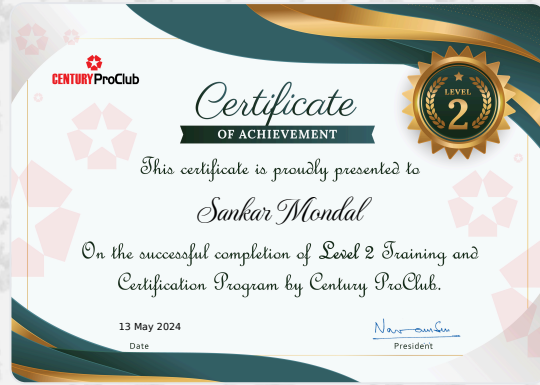 CENTURY ProClub
Certificate
OF ACHIEVEMENT
LEVEL
2
This certificate is proudly presented to
Sankar Mondal
On the successful completion of Level 2 Training and
Certification Program by Century ProClub.
13 May 2024
Date
President